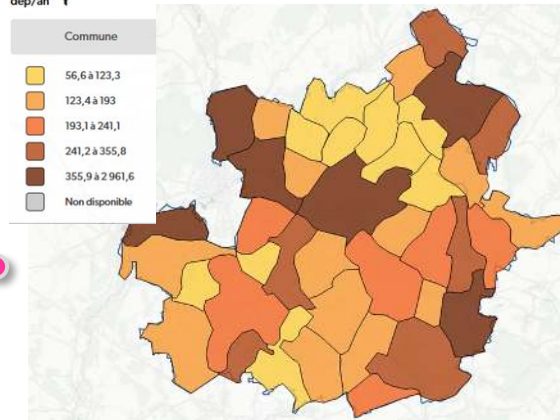 dep/an
Commune
56,6 à 123,3
123,4 à 193
193,1 à 241,1
241,2 à 355,8
355,9 à 2 961,6
Non disponible